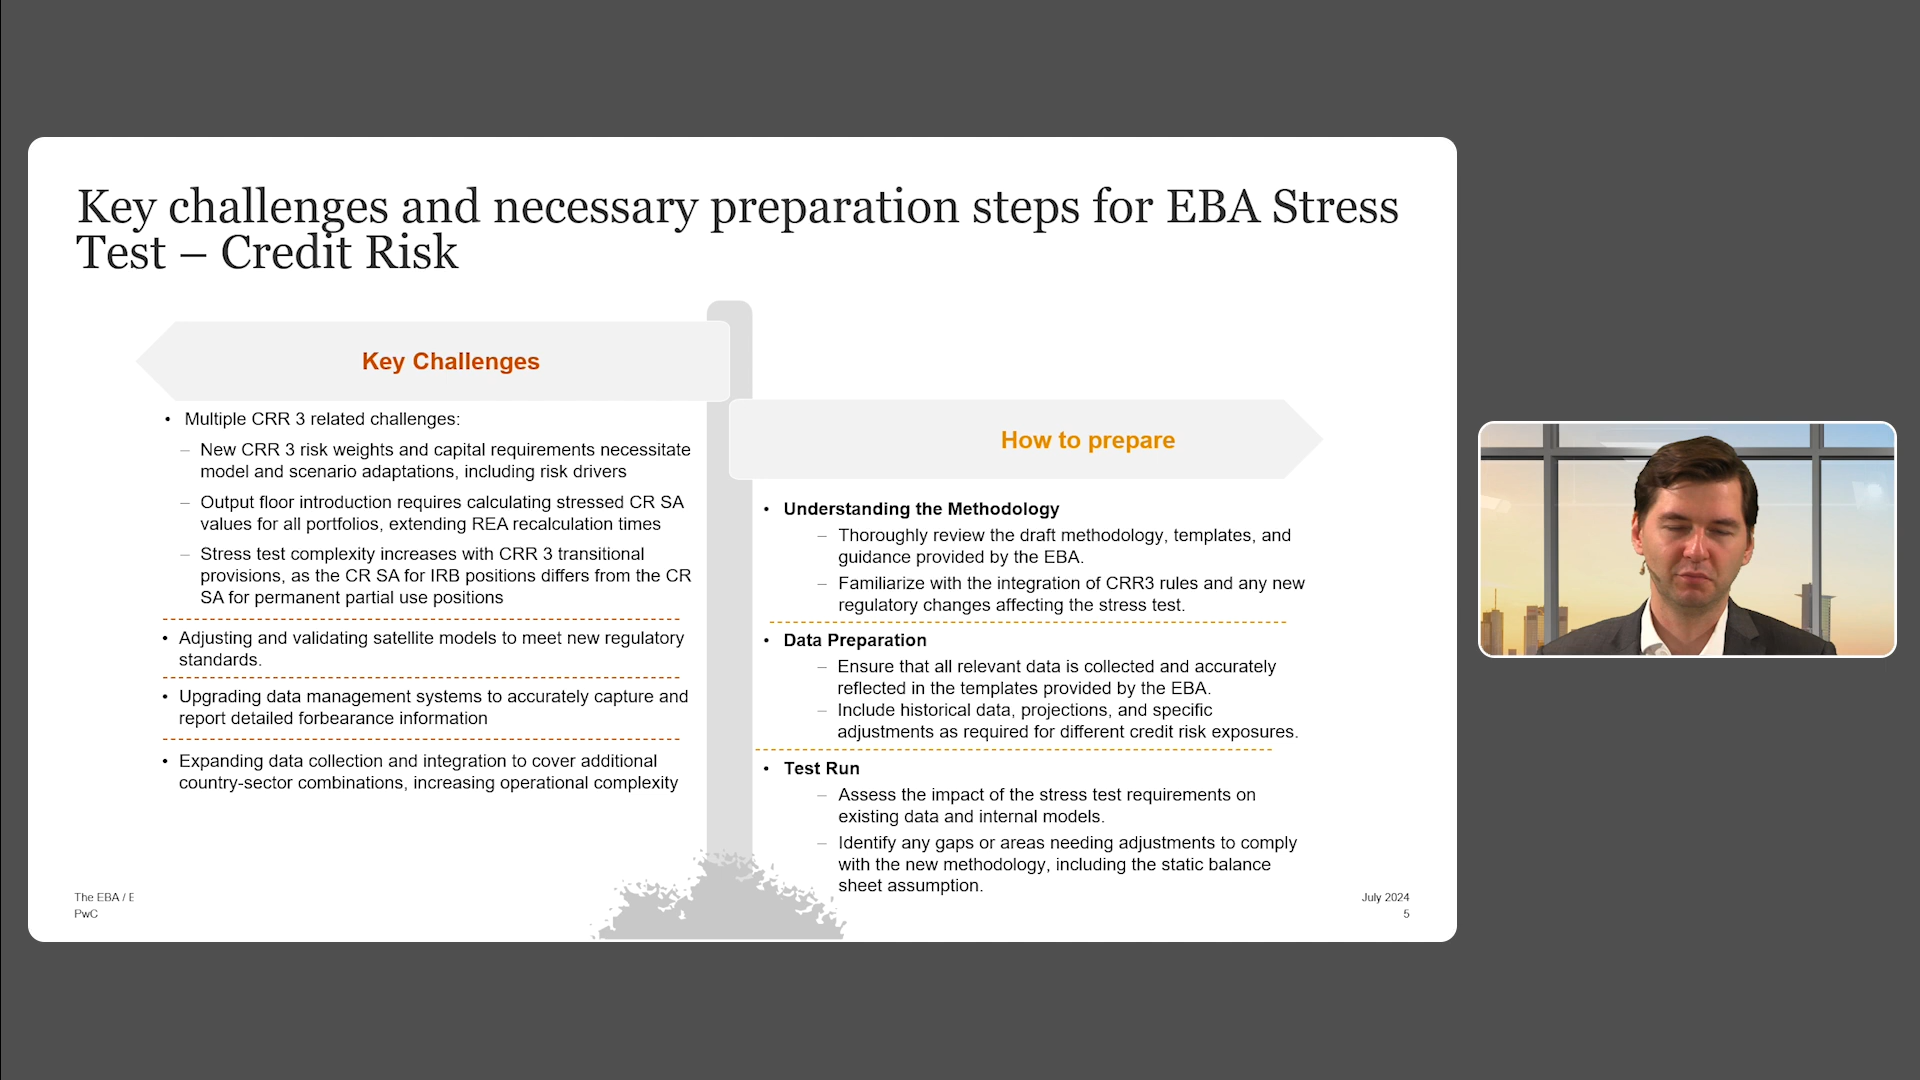 Key challenges and necessary preparation steps for EBA Stress
Test – Credit Risk
Key Challenges
• Multiple CRR 3 related challenges:
– New CRR 3 risk weights and capital requirements necessitate
model and scenario adaptations, including risk drivers
– Output floor introduction requires calculating stressed CR SA
values for all portfolios, extending REA recalculation times
– Stress test complexity increases with CRR 3 transitional
provisions, as the CR SA for IRB positions differs from the CR
SA for permanent partial use positions
• Adjusting and validating satellite models to meet new regulatory
standards.
• Upgrading data management systems to accurately capture and
report detailed forbearance information
• Expanding data collection and integration to cover additional
country-sector combinations, increasing operational complexity
How to prepare
• Understanding the Methodology
– Thoroughly review the draft methodology, templates, and
guidance provided by the EBA.
– Familiarize with the integration of CRR3 rules and any new
regulatory changes affecting the stress test.
• Data Preparation
– Ensure that all relevant data is collected and accurately
reflected in the templates provided by the EBA.
– Include historical data, projections, and specific
adjustments as required for different credit risk exposures.
• Test Run
– Assess the impact of the stress test requirements on
existing data and internal models.
– Identify any gaps or areas needing adjustments to comply
with the new methodology, including the static balance
sheet assumption.
The EBA / E
PwC
July 2024
5